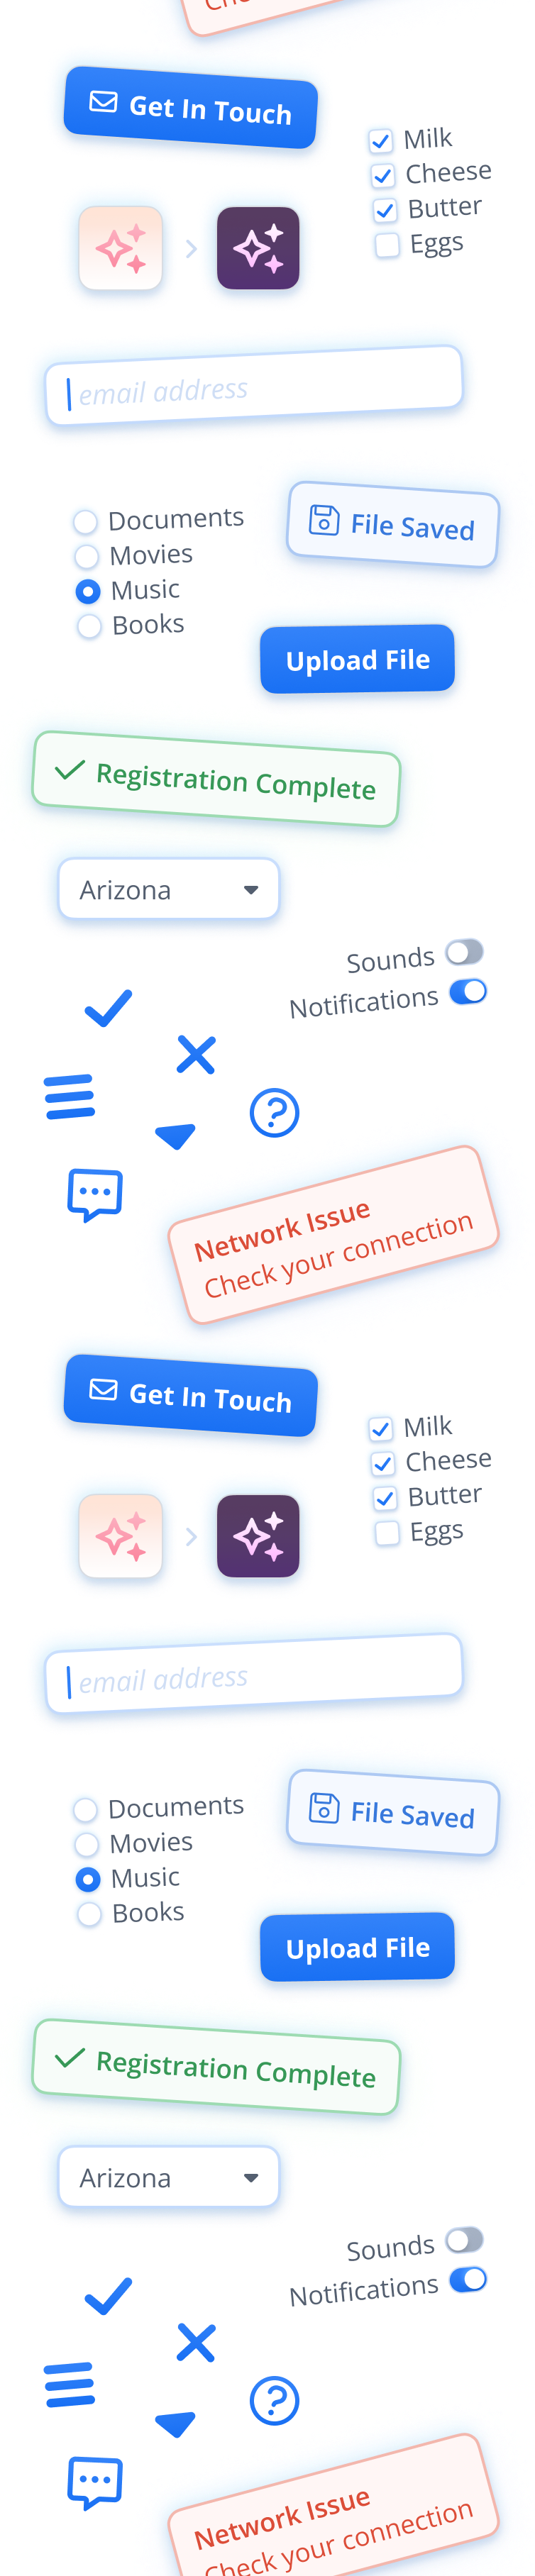 Get In Touch
Milk
Cheese
Butter
Eggs
email address
Documents
Movies
Music
Books
File Saved
Upload File
Registration Complete
Arizona
Sounds
Notifications
Network Issue
Check your connection
Get In Touch
Milk
Cheese
Butter
Eggs
email address
Documents
Movies
Music
Books
File Saved
Upload File
Registration Complete
Arizona
Sounds
Notifications
Network Issue
Check your connection